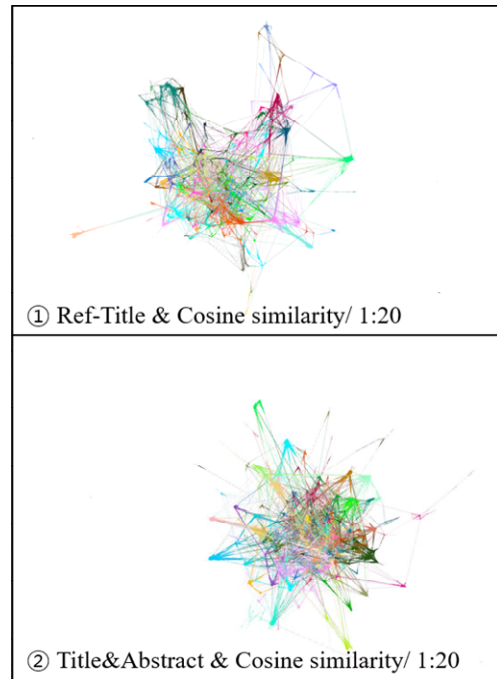 ① Ref-Title & Cosine similarity/ 1:20
② Title&Abstract & Cosine similarity/ 1:20